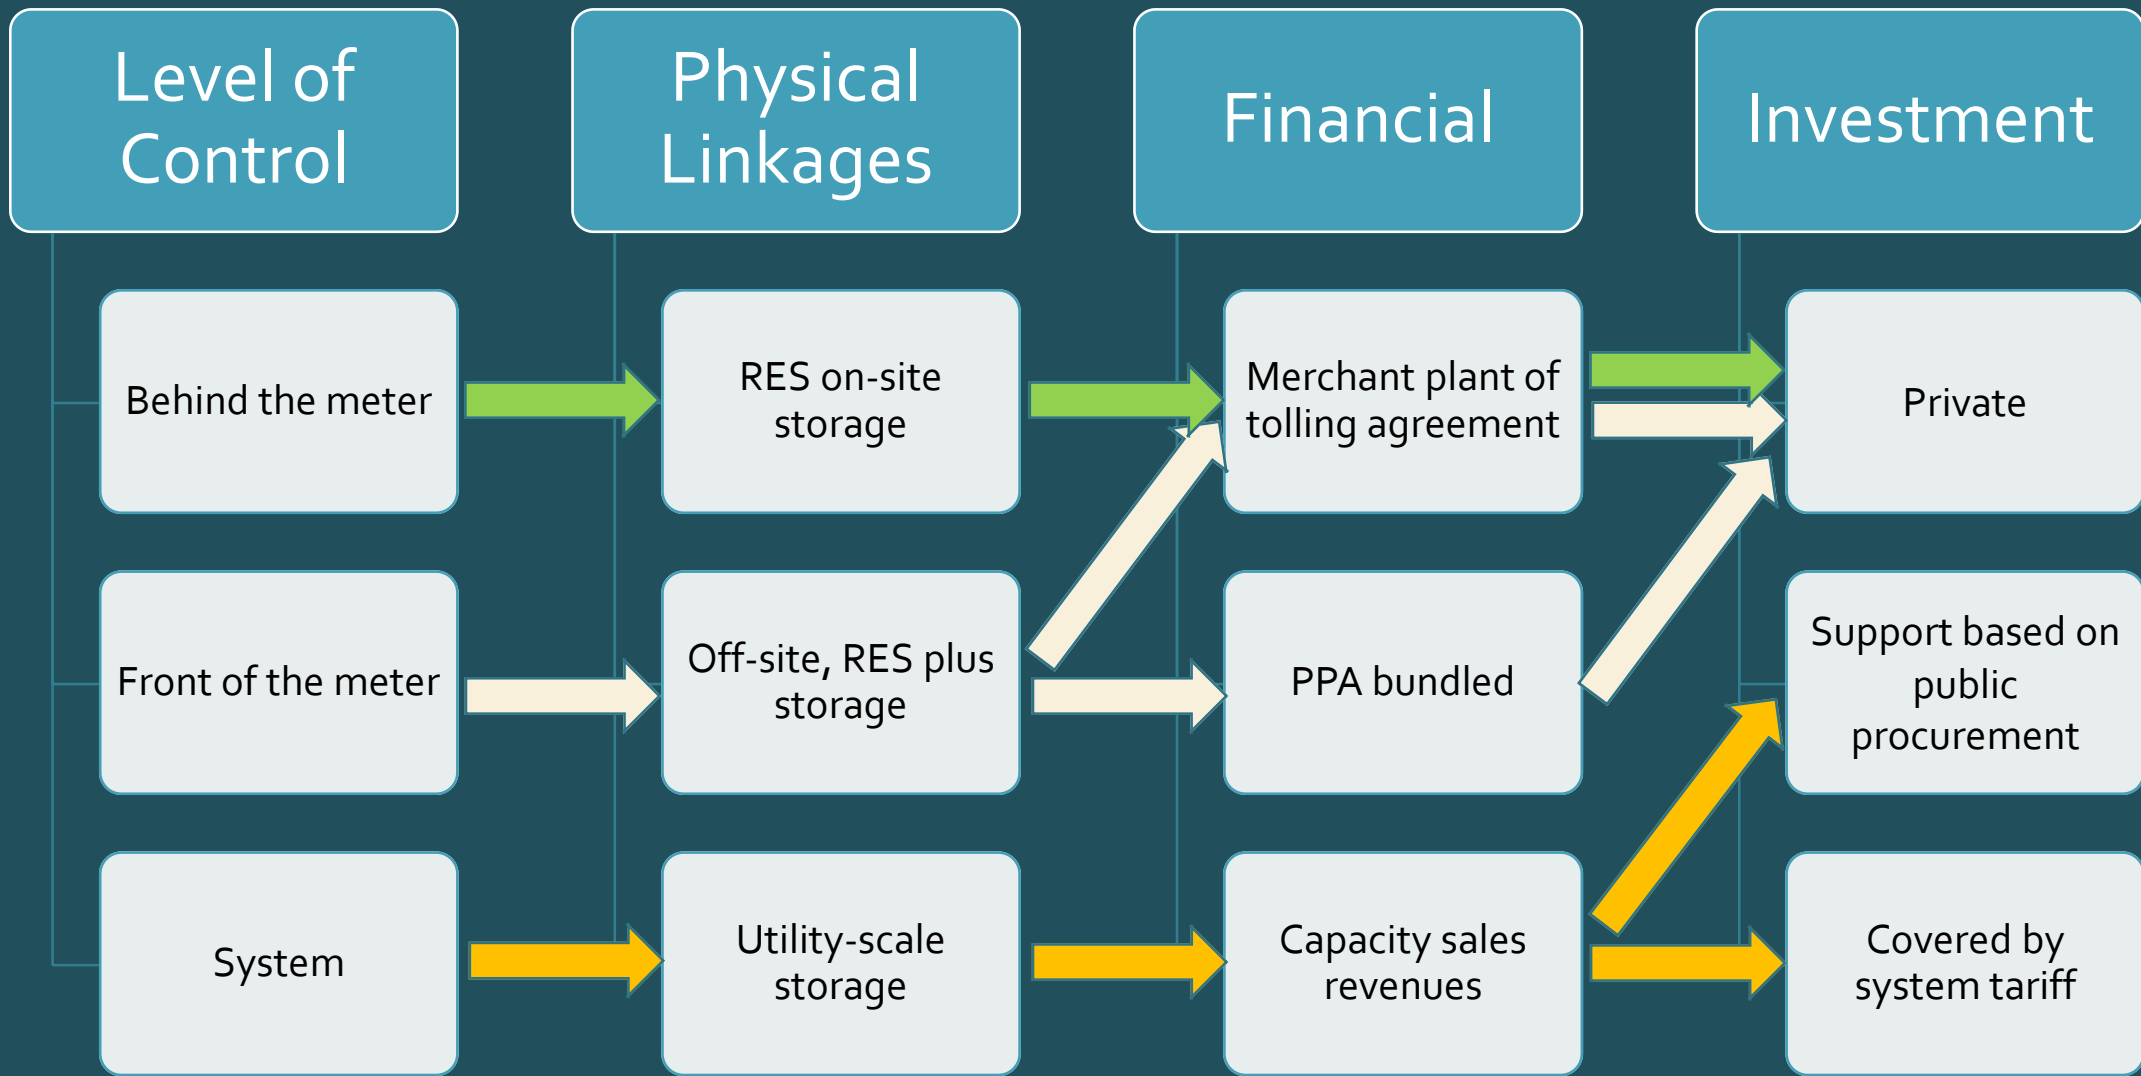 Level of
Control
Physical
Linkages
Financial
Investment
Behind the meter
RES on-site
storage
Merchant plant of
tolling agreement
Private
Front of the meter
Off-site, RES plus
storage
PPA bundled
Support based on
public
procurement
System
Utility-scale
storage
Capacity sales
revenues
Covered by
system tariff